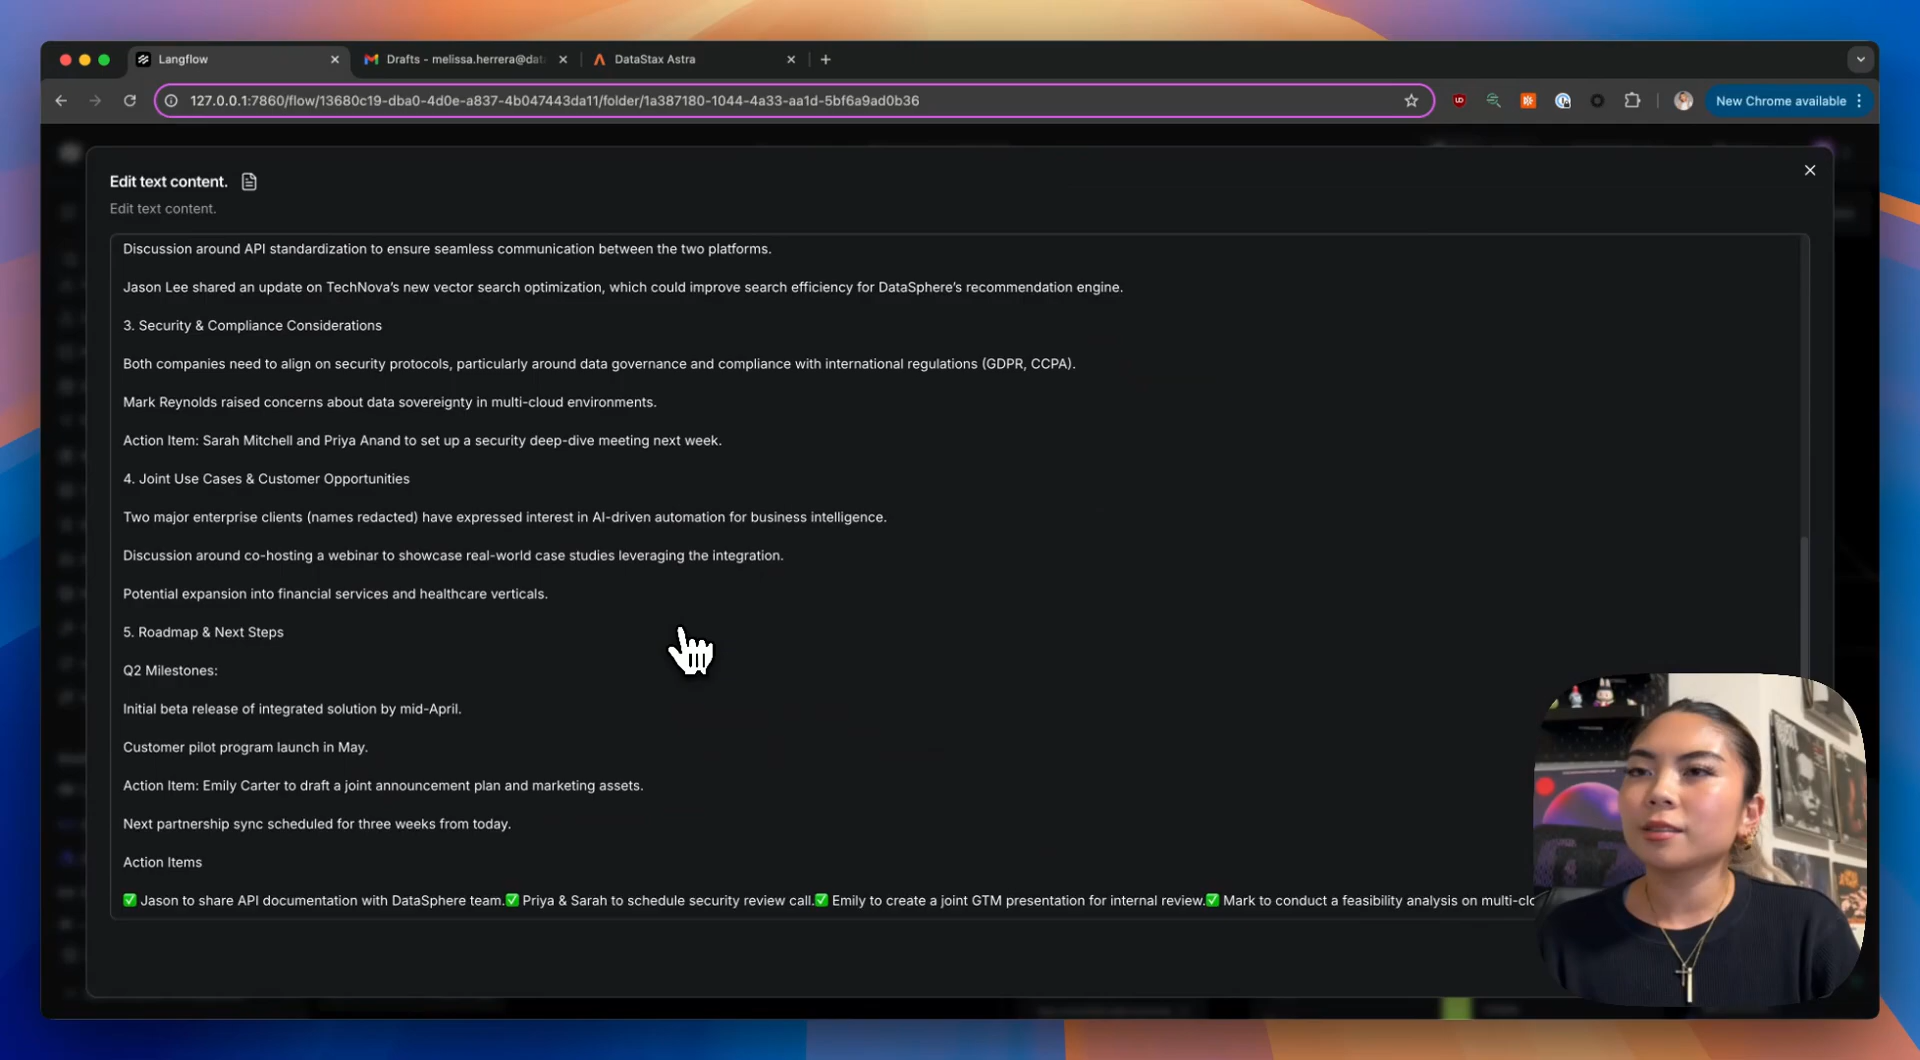 Langflow
Drafts - melissa.herrera@dat
DataStax Astra
127.0.0.1:7860/flow/13680c19-dba0-4d0e-a837-4b047443da11/folder/1a387180-1044-4a33-aa1d-5bf6a9ad0b36
New Chrome available
Edit text content.
Edit text content.
Discussion around API standardization to ensure seamless communication between the two platforms.
Jason Lee shared an update on TechNova's new vector search optimization, which could improve search efficiency for DataSphere's recommendation engine.
3. Security & Compliance Considerations
Both companies need to align on security protocols, particularly around data governance and compliance with international regulations (GDPR, CCPA).
Mark Reynolds raised concerns about data sovereignty in multi-cloud environments.
Action Item: Sarah Mitchell and Priya Anand to set up a security deep-dive meeting next week.
4. Joint Use Cases & Customer Opportunities
Two major enterprise clients (names redacted) have expressed interest in AI-driven automation for business intelligence.
Discussion around co-hosting a webinar to showcase real-world case studies leveraging the integration.
Potential expansion into financial services and healthcare verticals.
5. Roadmap & Next Steps
Q2 Milestones:
Initial beta release of integrated solution by mid-April.
Customer pilot program launch in May.
Action Item: Emily Carter to draft a joint announcement plan and marketing assets.
Next partnership sync scheduled for three weeks from today.
Action Items
✅ Jason to share API documentation with DataSphere team.✅ Priya & Sarah to schedule security review call.✅ Emily to create a joint GTM presentation for internal review.✅ Mark to conduct a feasibility analysis on multi-clo